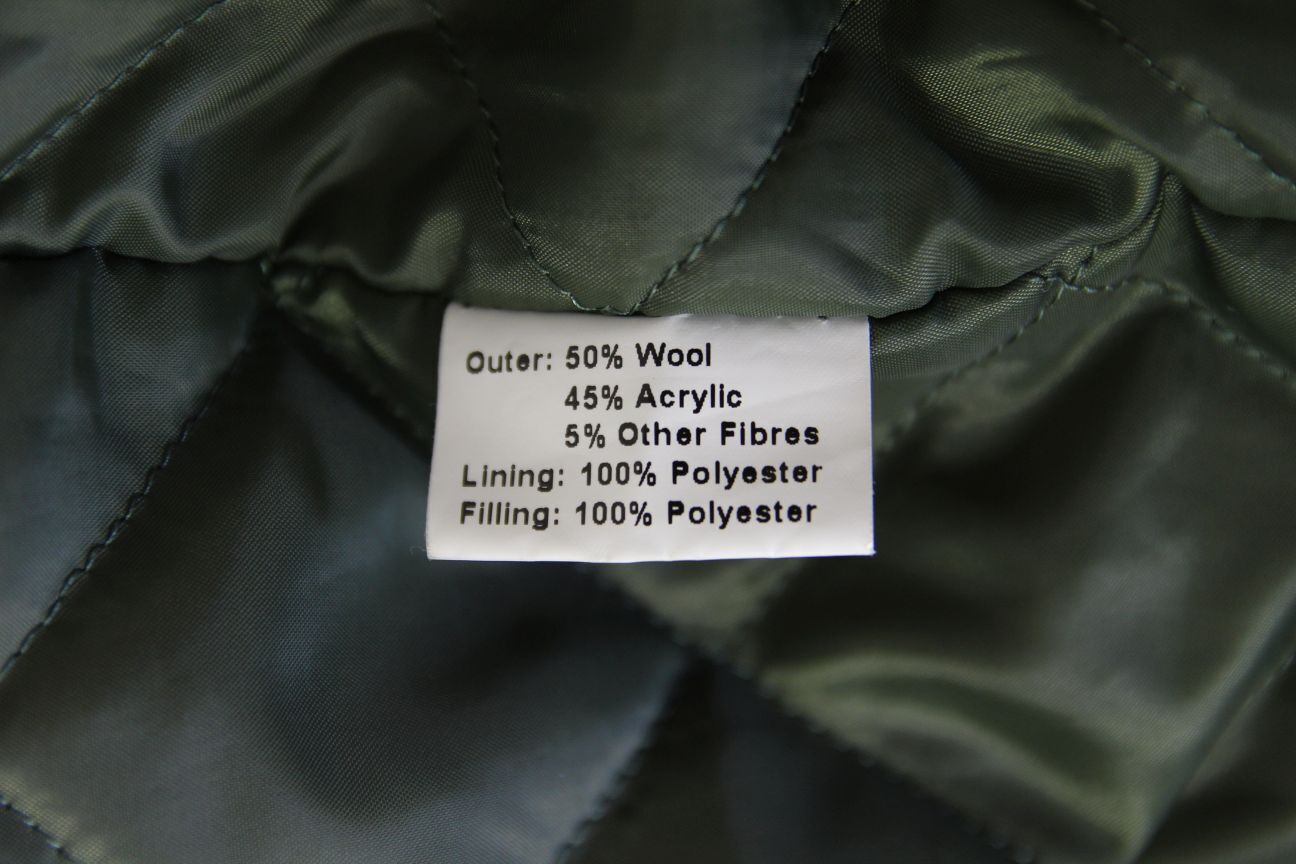 Outer: 50% Wool
45% Acrylic
5% Other Fibres
Lining: 100% Polyester
Filling: 100% Polyester